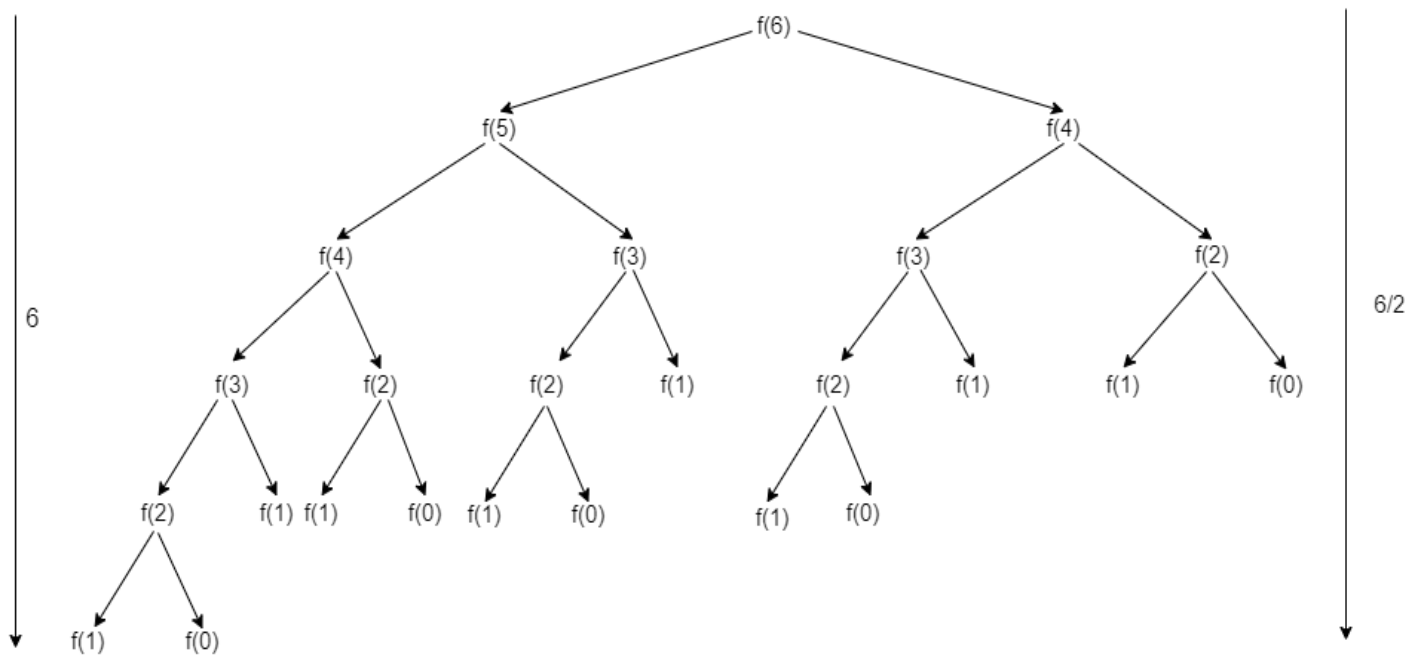 f(6)
f(5) f(4)
f(4) f(3) f(3) f(2)
6 6/2
f(3) f(2) f(2) f(1) f(2) f(1) f(1) f(0)
f(2) f(1) f(1) f(0) f(1) f(0) f(1) f(0)
f(1) f(0)